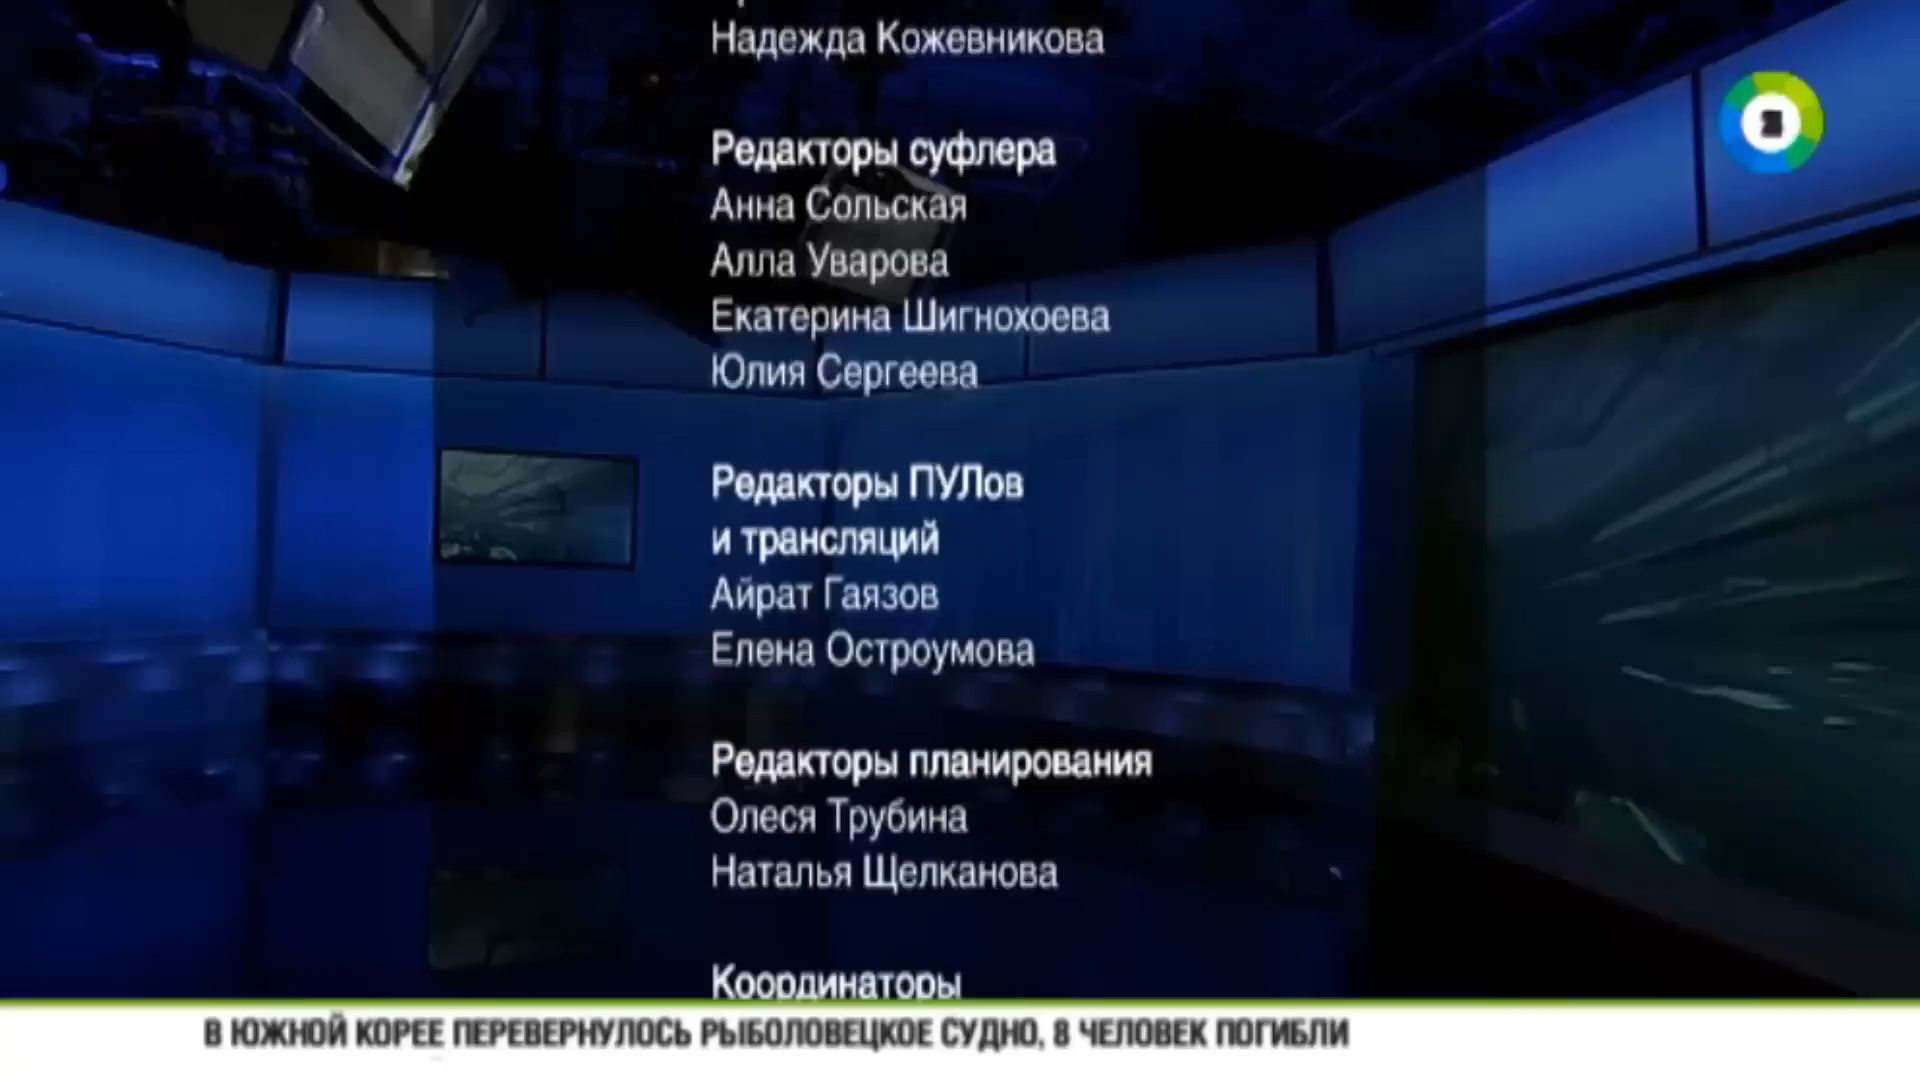 Надежда Кожевникова
Редакторы суфлера
Анна Сольская
Алла Уварова
Екатерина Шигнохоева
Юлия Сергеева
Редакторы ПУЛов
и трансляций
Айрат Гаязов
Елена Остроумова
Редакторы планирования
Олеся Трубина
Наталья Щелканова
Координаторы
В ЮЖНОЙ КОРЕЕ ПЕРЕВЕРНУЛОСЬ РЫБОЛОВЕЦКОЕ СУДНО, 8 ЧЕЛОВЕК ПОГИБЛИ